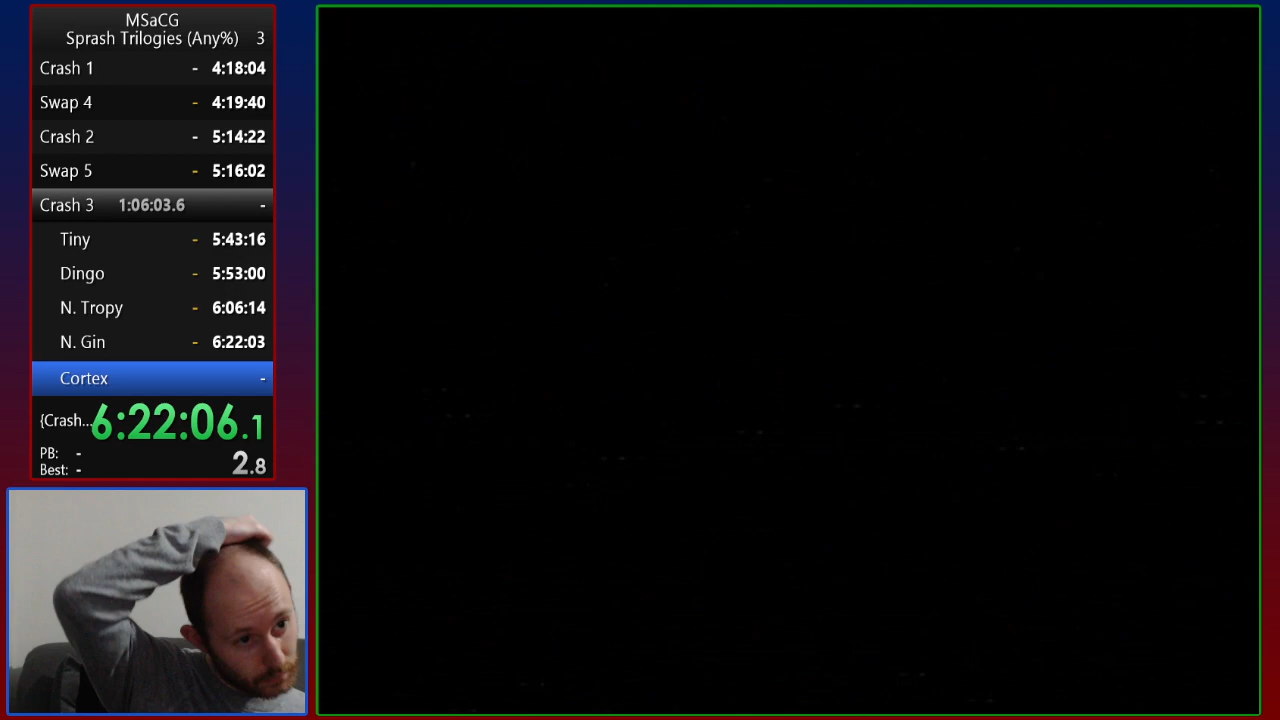 MSaCG
Sprash Trilogies (Any%) 3
Crash 1 - 4:18:04
Swap 4 - 4:19:40
Crash 2 - 5:14:22
Swap 5 - 5:16:02
Crash 3 1:06:03.6 -
Tiny - 5:43:16
Dingo - 5:53:00
N. Tropy - 6:06:14
N. Gin - 6:22:03
Cortex -
{Crash... 6:22:06.1
PB: -
Best: - 2.8